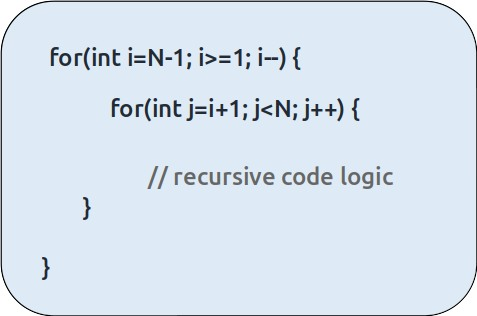 for(int i=N-1; i>=1; i--) {
for(int j=i+1; j<N; j++) {
// recursive code logic
}
}